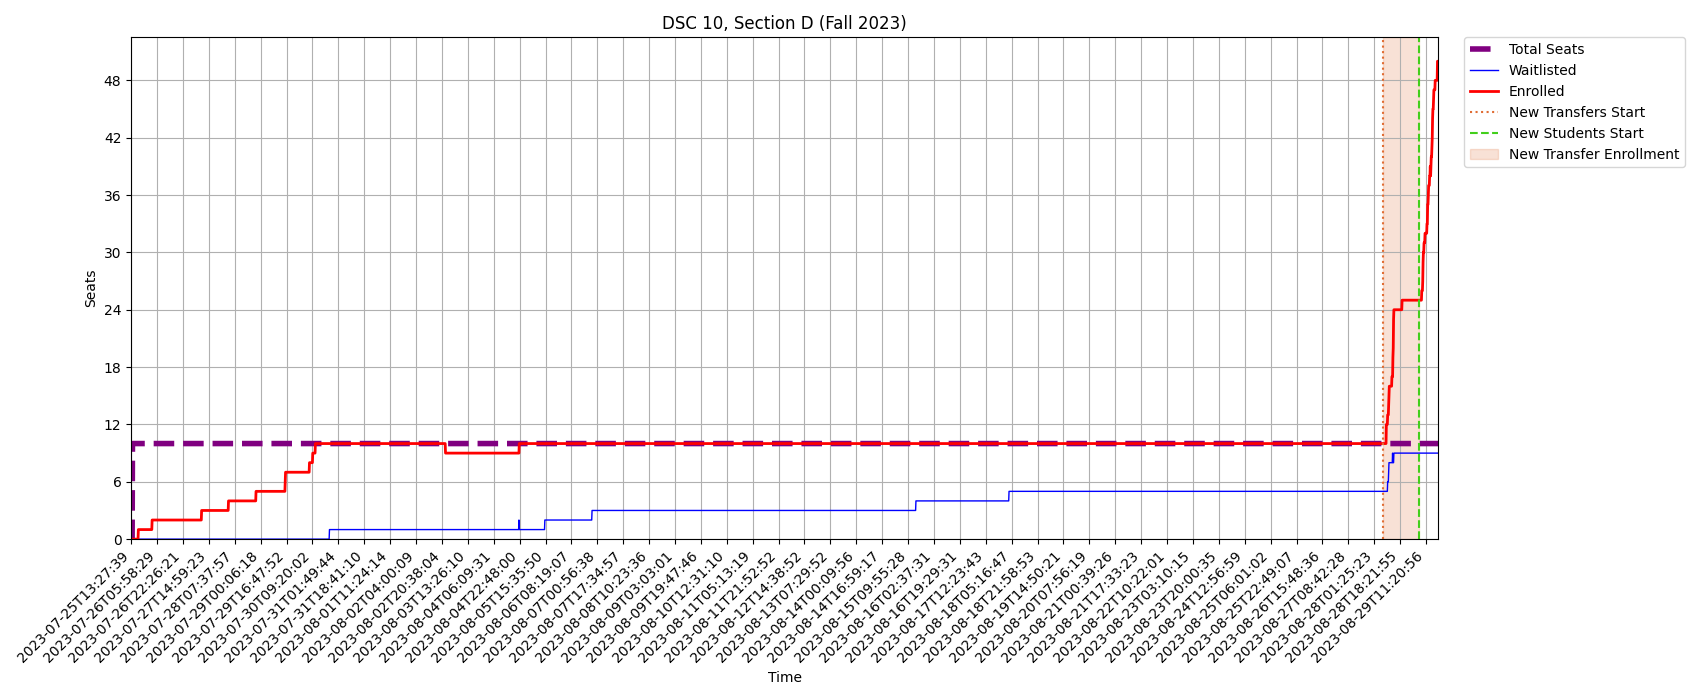 DSC 10, Section D (Fall 2023)
Total Seats
Waitlisted
Enrolled
New Transfers Start
New Students Start
New Transfer Enrollment
Seats
48
42
36
30
24
18
12
6
0
2023-07-25T13:27:39
2023-07-26T05:58:29
2023-07-26T22:26:21
2023-07-27T14:59:23
2023-07-28T07:37:57
2023-07-29T00:06:18
2023-07-29T16:47:52
2023-07-30T09:20:02
2023-07-31T01:49:44
2023-07-31T18:41:10
2023-08-01T11:24:14
2023-08-02T04:00:09
2023-08-02T20:38:04
2023-08-03T13:26:10
2023-08-04T06:09:31
2023-08-04T22:48:00
2023-08-05T15:35:50
2023-08-06T08:19:07
2023-08-07T00:56:38
2023-08-07T17:34:57
2023-08-08T10:23:36
2023-08-09T03:03:01
2023-08-09T19:47:46
2023-08-10T12:31:10
2023-08-11T05:13:19
2023-08-11T21:52:52
2023-08-12T14:38:52
2023-08-13T07:29:52
2023-08-14T00:09:56
2023-08-14T16:59:17
2023-08-15T09:55:28
2023-08-16T02:37:31
2023-08-16T19:29:31
2023-08-17T12:23:43
2023-08-18T05:16:47
2023-08-18T21:58:53
2023-08-19T14:50:21
2023-08-20T07:56:19
2023-08-21T00:39:26
2023-08-21T17:33:23
2023-08-22T10:22:01
2023-08-23T03:10:15
2023-08-23T20:00:35
2023-08-24T12:56:59
2023-08-25T06:01:02
2023-08-25T22:49:07
2023-08-26T15:48:36
2023-08-27T08:42:28
2023-08-28T01:25:23
2023-08-28T18:21:55
2023-08-29T11:20:56
Time